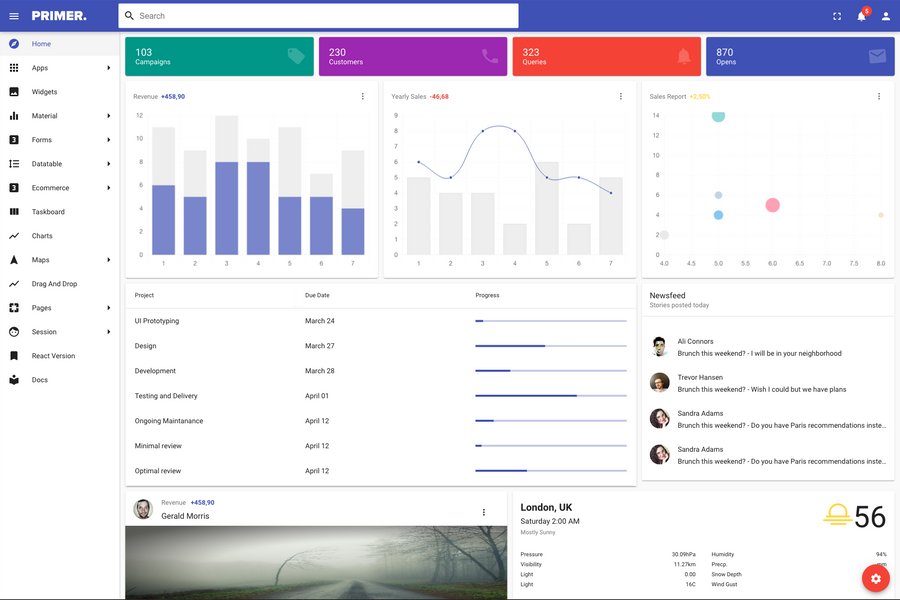 PRIMER.
Search
5
Home
Apps
Widgets
Material
Forms
Datatable
Ecommerce
Taskboard
Charts
Maps
Drag And Drop
Pages
Session
React Version
Docs
103
Campaigns
230
Customers
323
Queries
870
Opens
Revenue +458,90
12
10
8
6
4
2
0
1 2 3 4 5 6 7
Yearly Sales -46,68
9
8
7
6
5
4
3
2
1
0
1 2 3 4 5 6 7
Sales Report +2,50%
14
12
10
8
6
4
2
0
4.0 4.5 5.0 5.5 6.0 6.5 7.0 7.5 8.0
Project Due Date Progress
UI Prototyping March 24
Design March 27
Development March 28
Testing and Delivery April 01
Ongoing Maintanance April 12
Minimal review April 12
Optimal review April 12
Newsfeed
Stories posted today
Ali Connors
Brunch this weekend? - I will be in your neighborhood
Trevor Hansen
Brunch this weekend? - Wish I could but we have plans
Sandra Adams
Brunch this weekend? - Do you have Paris recommendations inste...
Sandra Adams
Brunch this weekend? - Do you have Paris recommendations inste...
Revenue +458,90
Gerald Morris
London, UK
Saturday 2:00 AM
Mostly Sunny
56
Pressure 30.09hPa Humidity 94%
Visibility 11.27km Precp.
Light 0.00 Snow Depth
Light 16C Wind Gust